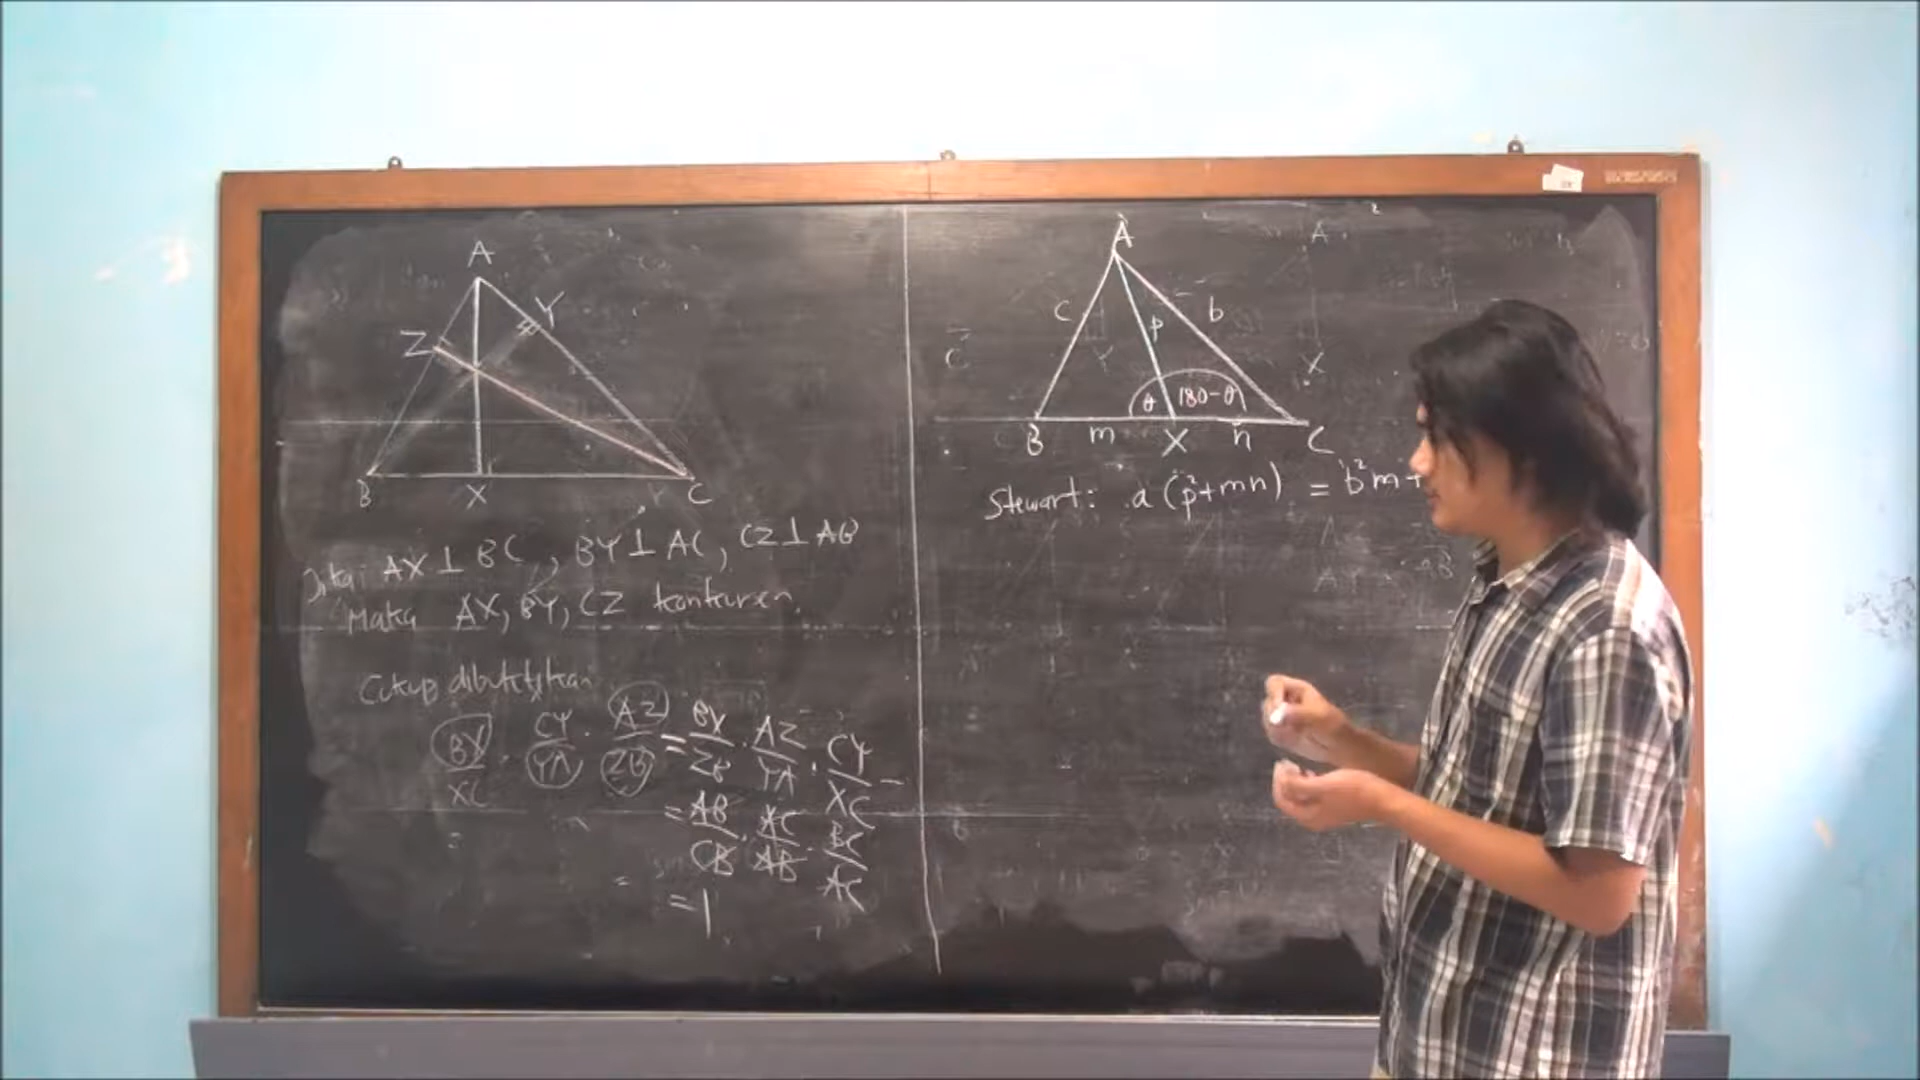 A
Z
Y
B
X
C
Jika AX ⊥ BC, BY ⊥ AC, CZ ⊥ AB
Maka AX, BY, CZ konkuren.
Cukup dibuktikan
BX/XC · CY/YA · AZ/ZB = BX/ZB · AZ/YA · CY/XC
= AB/CB · AC/AB · BC/AC
= 1
A
c
p
b
θ
180-θ
B
m
X
n
C
Stewart: a(p²+mn) = b²m+